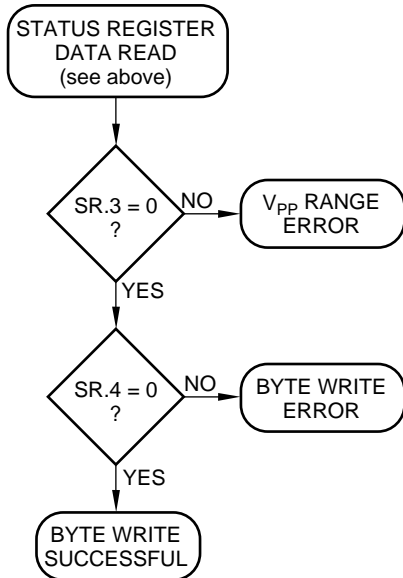 STATUS REGISTER
DATA READ
(see above)
SR.3 = 0
?
NO
V_PP RANGE
ERROR
YES
SR.4 = 0
?
NO
BYTE WRITE
ERROR
YES
BYTE WRITE
SUCCESSFUL